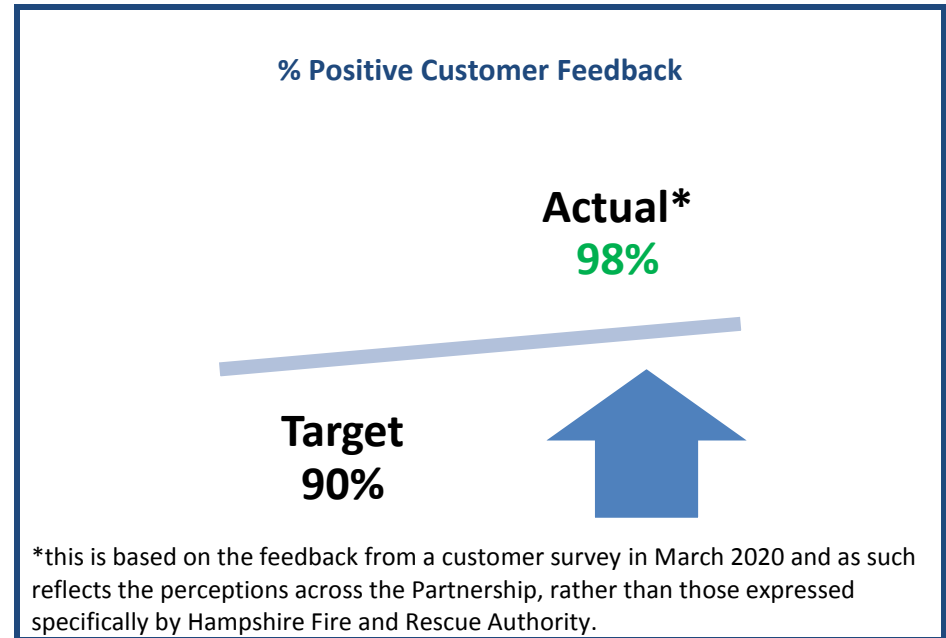 % Positive Customer Feedback
Actual*
98%
Target
90%
*this is based on the feedback from a customer survey in March 2020 and as such
reflects the perceptions across the Partnership, rather than those expressed
specifically by Hampshire Fire and Rescue Authority.